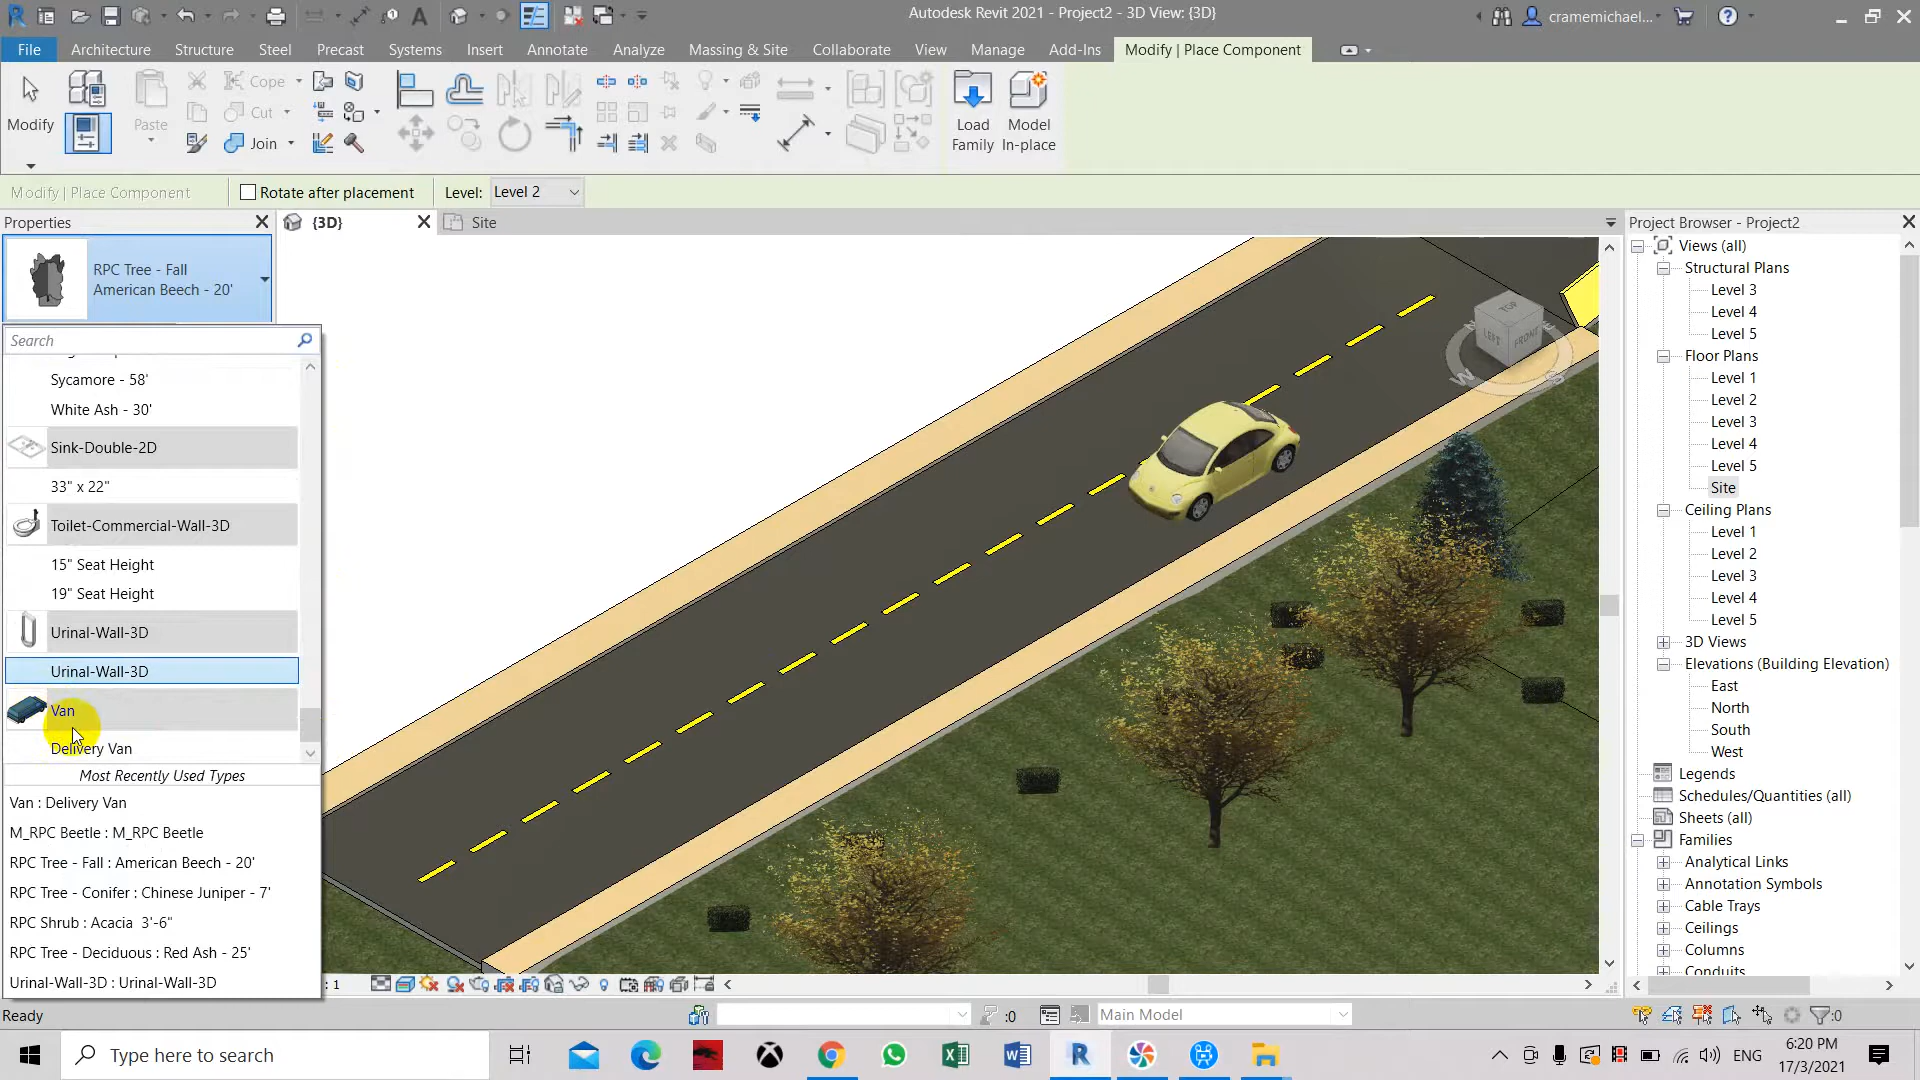 Autodesk Revit 2021 - Project2 - 3D View: {3D}
cramemichael...
File
Architecture
Structure
Steel
Precast
Systems
Insert
Annotate
Analyze
Massing & Site
Collaborate
View
Manage
Add-Ins
Modify | Place Component
Modify
Paste
Cope
Cut
Join
Load
Family
Model
In-place
Modify | Place Component
Rotate after placement
Level:
Level 2
Properties
{3D}
Site
Project Browser - Project2
RPC Tree - Fall
American Beech - 20'
Search
Sycamore - 58'
White Ash - 30'
Sink-Double-2D
33" x 22"
Toilet-Commercial-Wall-3D
15" Seat Height
19" Seat Height
Urinal-Wall-3D
Urinal-Wall-3D
Van
Delivery Van
Most Recently Used Types
Van : Delivery Van
M_RPC Beetle : M_RPC Beetle
RPC Tree - Fall : American Beech - 20'
RPC Tree - Conifer : Chinese Juniper - 7'
RPC Shrub : Acacia 3'-6"
RPC Tree - Deciduous : Red Ash - 25'
Urinal-Wall-3D : Urinal-Wall-3D
TOP
LEFT
FRONT
W
S
Views (all)
Structural Plans
Level 3
Level 4
Level 5
Floor Plans
Level 1
Level 2
Level 3
Level 4
Level 5
Site
Ceiling Plans
Level 1
Level 2
Level 3
Level 4
Level 5
3D Views
Elevations (Building Elevation)
East
North
South
West
Legends
Schedules/Quantities (all)
Sheets (all)
Families
Analytical Links
Annotation Symbols
Cable Trays
Ceilings
Columns
Conduits
: 1
Ready
:0
Main Model
:0
Type here to search
ENG
6:20 PM
17/3/2021